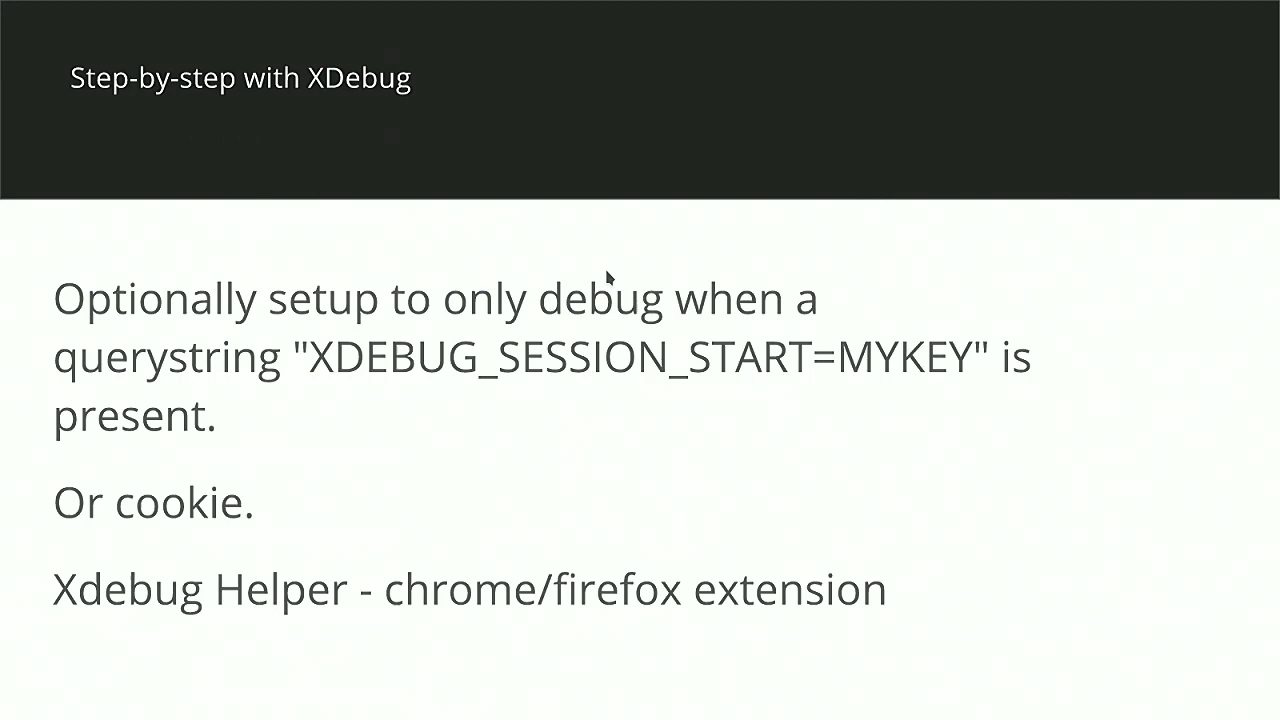 Step-by-step with XDebug
Optionally setup to only debug when a
querystring "XDEBUG_SESSION_START=MYKEY" is
present.
Or cookie.
Xdebug Helper - chrome/firefox extension